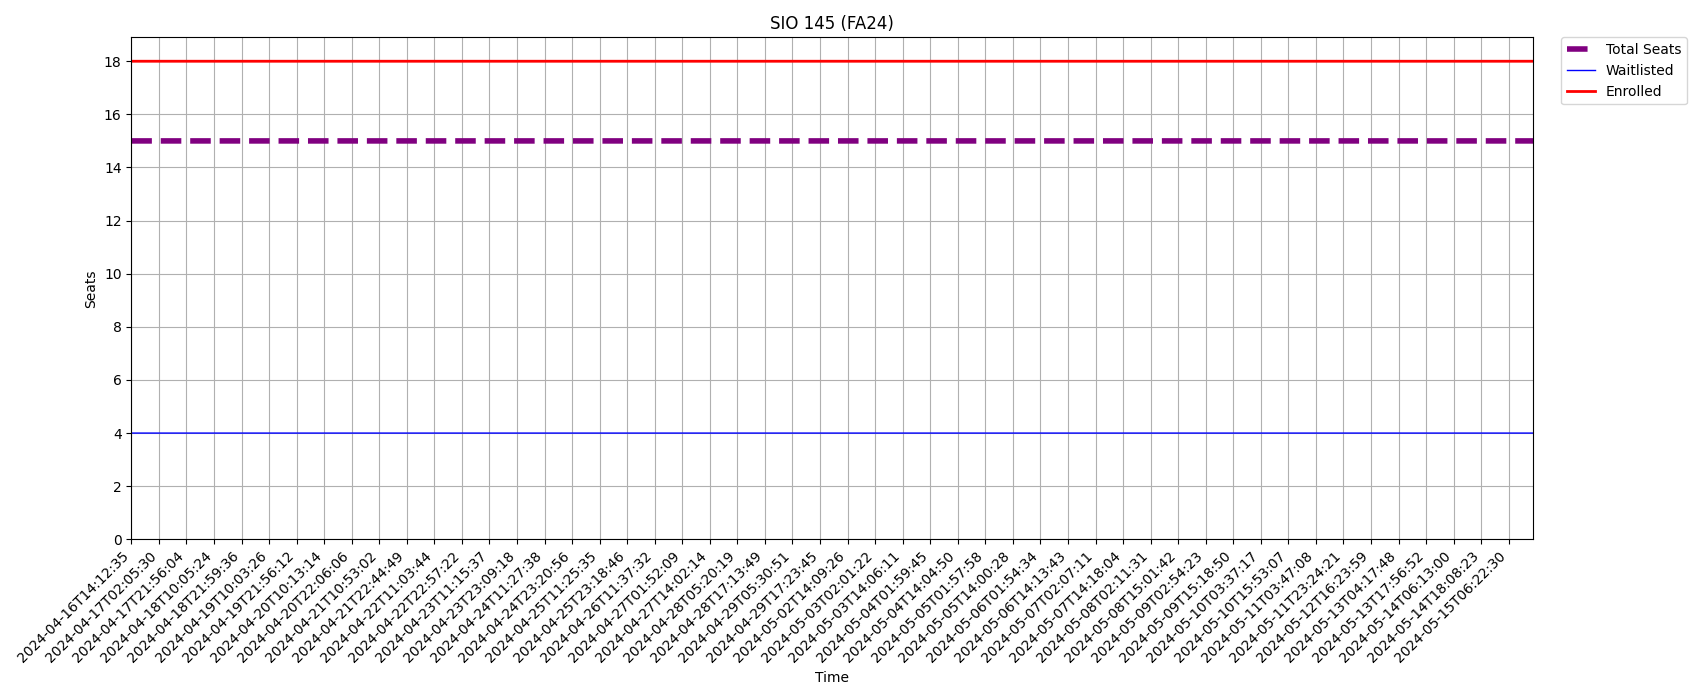 SIO 145 (FA24)
Total Seats
Waitlisted
Enrolled
Seats
18
16
14
12
10
8
6
4
2
0
2024-04-16T14:12:35
2024-04-17T02:05:30
2024-04-17T21:56:04
2024-04-18T10:05:24
2024-04-18T21:59:36
2024-04-19T10:03:26
2024-04-19T21:56:12
2024-04-20T10:13:14
2024-04-20T22:06:06
2024-04-21T10:53:02
2024-04-21T22:44:49
2024-04-22T11:03:44
2024-04-22T22:57:22
2024-04-23T11:15:37
2024-04-23T23:09:18
2024-04-24T11:27:38
2024-04-24T23:20:56
2024-04-25T11:25:35
2024-04-25T23:18:46
2024-04-26T11:37:32
2024-04-27T01:52:09
2024-04-27T14:02:14
2024-04-28T05:20:19
2024-04-28T17:13:49
2024-04-29T05:30:51
2024-04-29T17:23:45
2024-05-02T14:09:26
2024-05-03T02:01:22
2024-05-03T14:06:11
2024-05-04T01:59:45
2024-05-04T14:04:50
2024-05-05T01:57:58
2024-05-05T14:00:28
2024-05-06T01:54:34
2024-05-06T14:13:43
2024-05-07T02:07:11
2024-05-07T14:18:04
2024-05-08T02:11:31
2024-05-08T15:01:42
2024-05-09T02:54:23
2024-05-09T15:18:50
2024-05-10T03:37:17
2024-05-10T15:53:07
2024-05-11T03:47:08
2024-05-11T23:24:21
2024-05-12T16:23:59
2024-05-13T04:17:48
2024-05-13T17:56:52
2024-05-14T06:13:00
2024-05-14T18:08:23
2024-05-15T06:22:30
Time